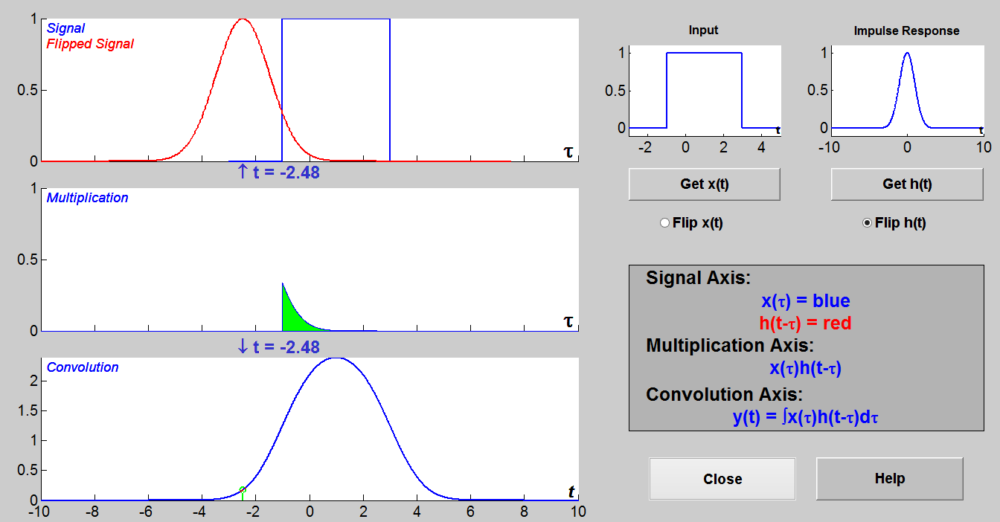 1
Signal
Flipped Signal
0.5
0
τ
↑ t = -2.48
1
Multiplication
0.5
0
τ
↓ t = -2.48
Convolution
2
1.5
1
0.5
0
t
-10 -8 -6 -4 -2 0 2 4 6 8 10
Input
1
0.5
0
t
-2 0 2 4
Get x(t)
Flip x(t)
Impulse Response
1
0.5
0
t
-10 0 10
Get h(t)
Flip h(t)
Signal Axis:
x(τ) = blue
h(t-τ) = red
Multiplication Axis:
x(τ)h(t-τ)
Convolution Axis:
y(t) = ∫x(τ)h(t-τ)dτ
Close
Help